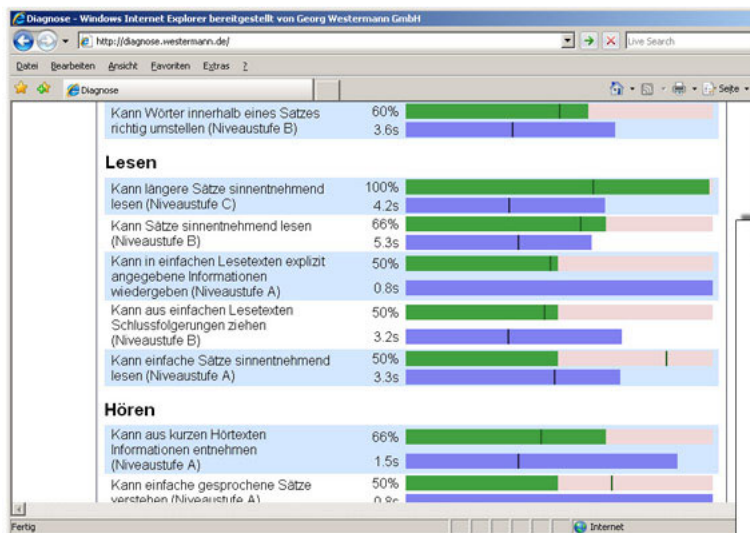 Diagnose - Windows Internet Explorer bereitgestellt von Georg Westermann GmbH
http://diagnose.westermann.de/
Live Search
Datei Bearbeiten Ansicht Favoriten Extras ?
Diagnose
Seite
Kann Wörter innerhalb eines Satzes 60%
richtig umstellen (Niveaustufe B) 3.6s
Lesen
Kann längere Sätze sinnentnehmend 100%
lesen (Niveaustufe C) 4.2s
Kann Sätze sinnentnehmend lesen 66%
(Niveaustufe B) 5.3s
Kann in einfachen Lesetexten explizit 50%
angegebene Informationen
wiedergeben (Niveaustufe A) 0.8s
Kann aus einfachen Lesetexten 50%
Schlussfolgerungen ziehen
(Niveaustufe B) 3.2s
Kann einfache Sätze sinnentnehmend 50%
lesen (Niveaustufe A) 3.3s
Hören
Kann aus kurzen Hörtexten 66%
Informationen entnehmen
(Niveaustufe A) 1.5s
Kann einfache gesprochene Sätze 50%
verstehen (Niveaustufe A) 0.8s
Fertig Internet